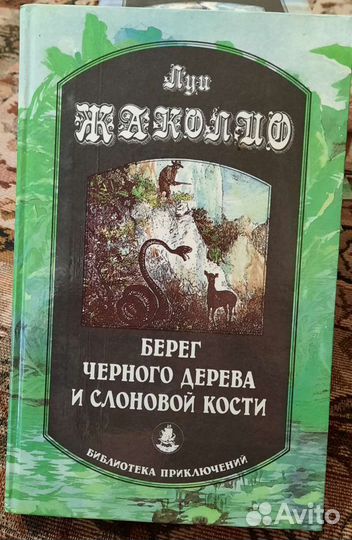 Луи
ЖАКОЛИО
БЕРЕГ
ЧЕРНОГО ДЕРЕВА
И СЛОНОВОЙ КОСТИ
БИБЛИОТЕКА ПРИКЛЮЧЕНИЙ
Avito